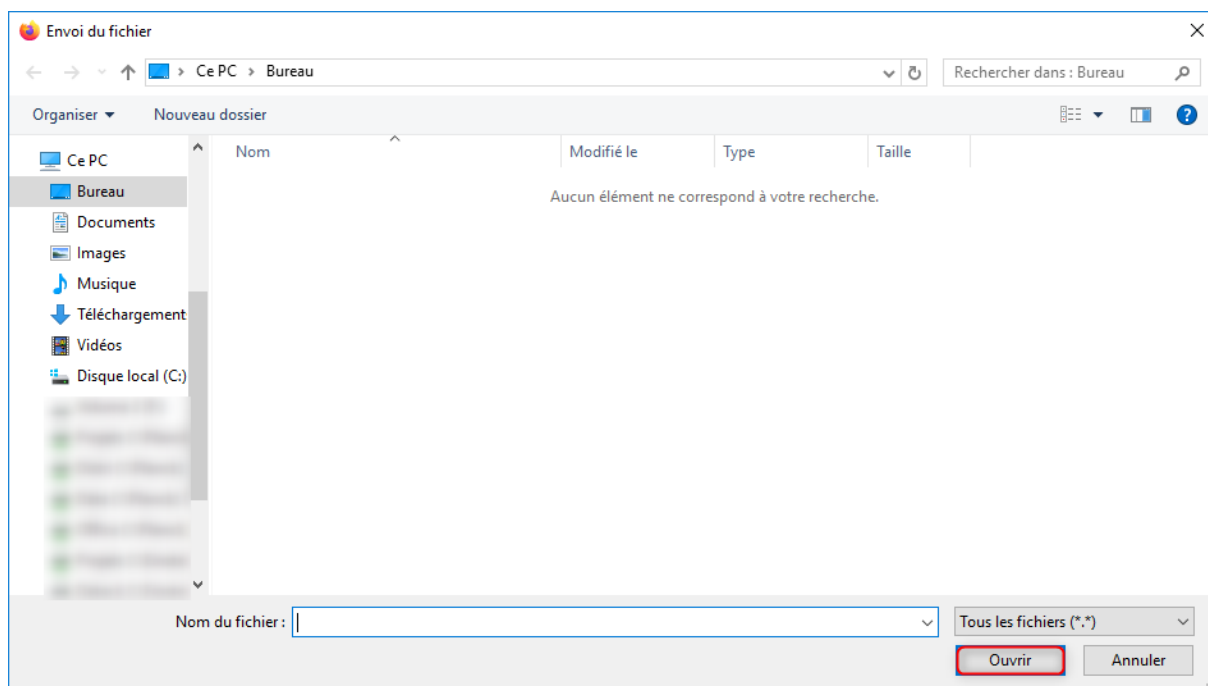 Envoi du fichier
Ce PC > Bureau
Rechercher dans : Bureau
Organiser
Nouveau dossier
?
Nom
Modifié le
Type
Taille
Aucun élément ne correspond à votre recherche.
Ce PC
Bureau
Documents
Images
Musique
Téléchargement
Vidéos
Disque local (C:)
Nom du fichier :
Tous les fichiers (*.*)
Ouvrir
Annuler